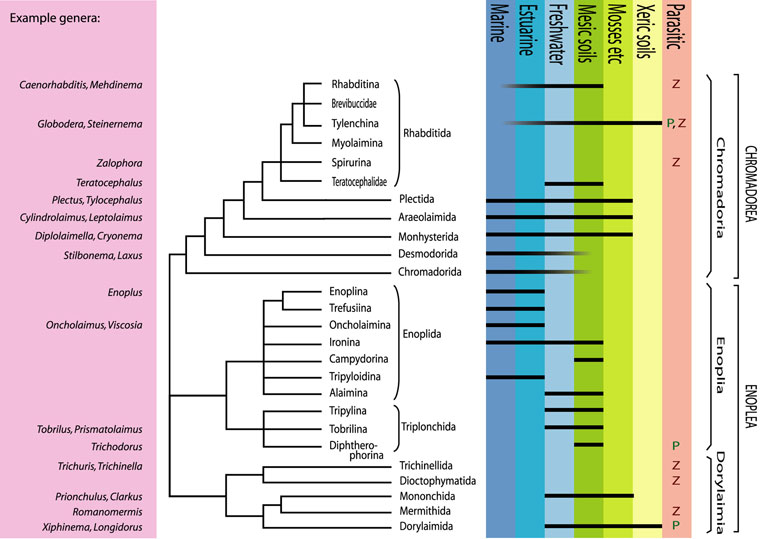 Example genera:
Marine
Estuarine
Freshwater
Mesic soils
Mosses etc
Xeric soils
Parasitic
Caenorhabditis, Mehdinema Rhabditina Z
Brevibuccidae
Globodera, Steinernema Tylenchina P, Z
Rhabditida
Myolaimina
Zalophora Spirurina Z
Teratocephalus Teratocephalidae
Plectus, Tylocephalus Plectida
Cylindrolaimus, Leptolaimus Araeolaimida
Diplolaimella, Cryonema Monhysterida
Stilbonema, Laxus Desmodorida
Chromadorida
Chromadoria
CHROMADOREA
Enoplus Enoplina
Trefusiina
Oncholaimus, Viscosia Oncholaimina
Enoplida
Ironina
Campydorina
Tripyloidina
Alaimina
Tripylina
Tobrilus, Prismatolaimus Tobrilina Triplonchida
Trichodorus Diphthero-
phorina P
Enoplia
ENOPLEA
Trichuris, Trichinella Trichinellida Z
Dioctophymatida Z
Prionchulus, Clarkus Mononchida
Romanomermis Mermithida Z
Xiphinema, Longidorus Dorylaimida P
Dorylaimia